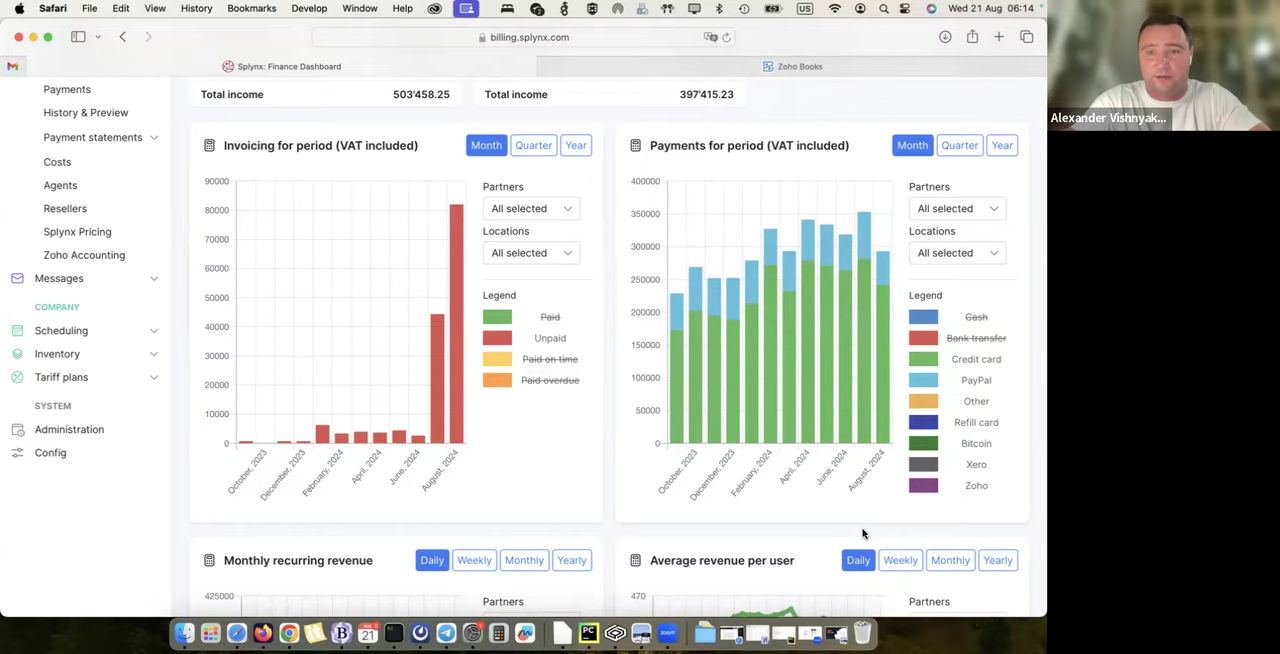 Safari File Edit View History Bookmarks Develop Window Help US Wed 21 Aug 06:14
billing.splynx.com
Splynx: Finance Dashboard
Zoho Books
Alexander Vishnyak...
Payments
History & Preview
Payment statements
Costs
Agents
Resellers
Splynx Pricing
Zoho Accounting
Messages
COMPANY
Scheduling
Inventory
Tariff plans
SYSTEM
Administration
Config
Total income 503'458.25
Total income 397'415.23
Invoicing for period (VAT included) Month Quarter Year
90000
80000
70000
60000
50000
40000
30000
20000
10000
0
October, 2023
December, 2023
February, 2024
April, 2024
June, 2024
August, 2024
Partners
All selected
Locations
All selected
Legend
Paid
Unpaid
Paid on time
Paid overdue
Payments for period (VAT included) Month Quarter Year
400000
350000
300000
250000
200000
150000
100000
50000
0
October, 2023
December, 2023
February, 2024
April, 2024
June, 2024
August, 2024
Partners
All selected
Locations
All selected
Legend
Cash
Bank transfer
Credit card
PayPal
Other
Refill card
Bitcoin
Xero
Zoho
Monthly recurring revenue Daily Weekly Monthly Yearly
425000
Partners
Average revenue per user Daily Weekly Monthly Yearly
470
Partners
21
PC
zoom